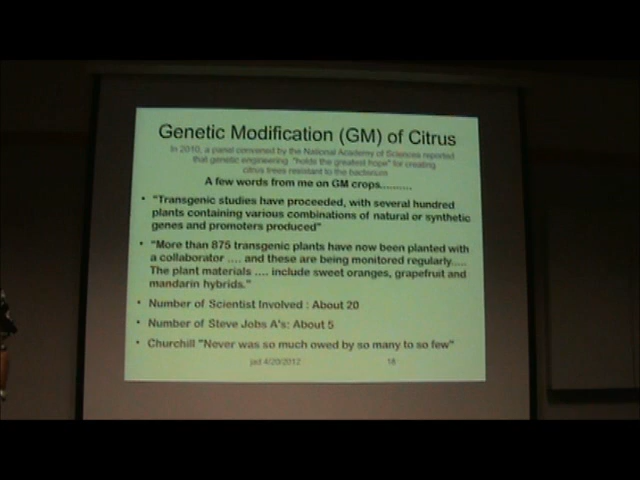 Genetic Modification (GM) of Citrus
In 2010, a panel convened by the National Academy of Sciences reported
that genetic engineering "holds the greatest hope" for creating
citrus trees resistant to the bacterium
A few words from me on GM crops..........
• "Transgenic studies have proceeded, with several hundred
plants containing various combinations of natural or synthetic
genes and promoters produced"
• "More than 875 transgenic plants have now been planted with
a collaborator .... and these are being monitored regularly.....
The plant materials .... include sweet oranges, grapefruit and
mandarin hybrids."
• Number of Scientist Involved : About 20
• Number of Steve Jobs A's: About 5
• Churchill "Never was so much owed by so many to so few"
jad 4/20/2012 18